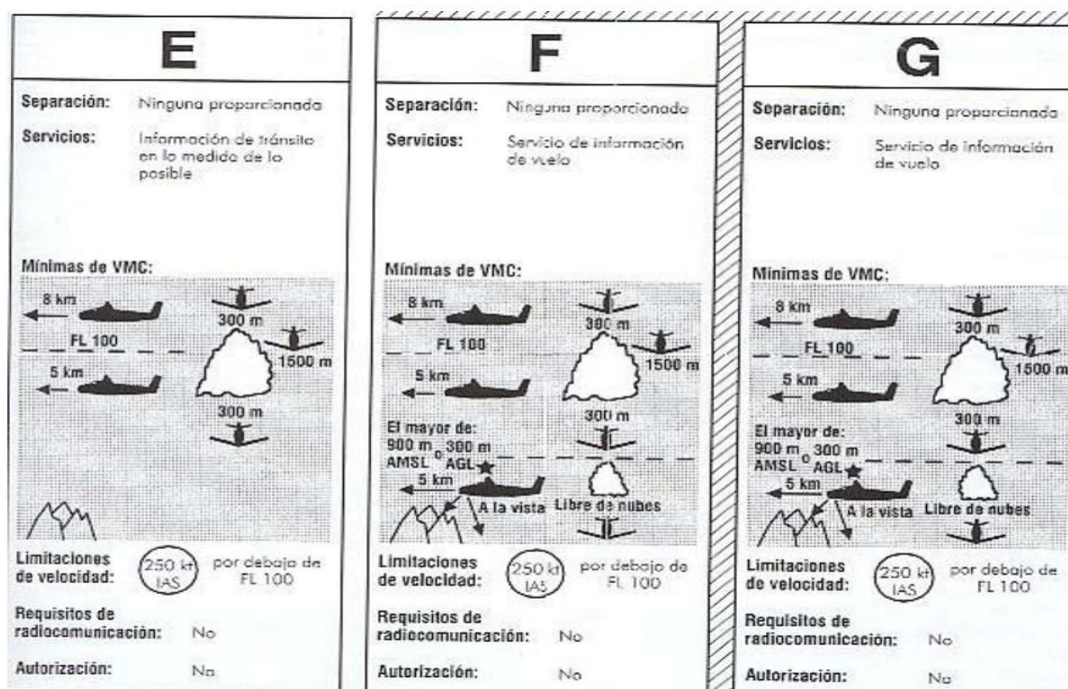 E
Separación: Ninguna proporcionada
Servicios: Información de tránsito
en la medida de lo
posible
Mínimas de VMC:
8 km
300 m
FL 100
1500 m
5 km
300 m
Limitaciones
de velocidad: 250 kt
IAS por debajo de
FL 100
Requisitos de
radiocomunicación: No
Autorización: No
F
Separación: Ninguna proporcionada
Servicios: Servicio de información
de vuelo
Mínimas de VMC:
8 km
300 m
FL 100
1500 m
5 km
300 m
El mayor de:
900 m o 300 m
AMSL AGL
5 km
A la vista Libre de nubes
Limitaciones
de velocidad: 250 kt
IAS por debajo de
FL 100
Requisitos de
radiocomunicación: No
Autorización: No
G
Separación: Ninguna proporcionada
Servicios: Servicio de información
de vuelo
Mínimas de VMC:
8 km
300 m
FL 100
1500 m
5 km
300 m
El mayor de:
900 m o 300 m
AMSL AGL
5 km
A la vista Libre de nubes
Limitaciones
de velocidad: 250 kt
IAS por debajo de
FL 100
Requisitos de
radiocomunicación: No
Autorización: No